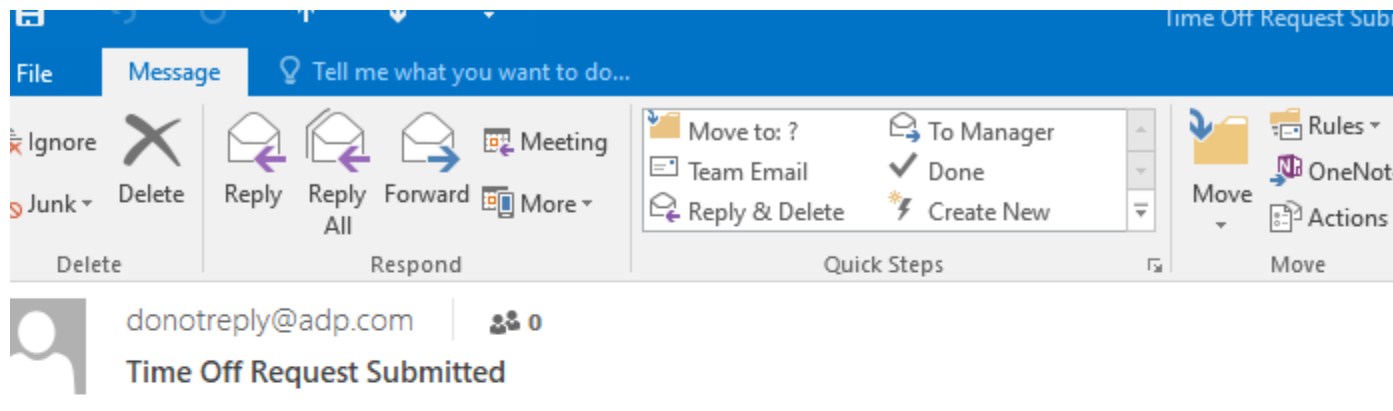 Time Off Request Sub
File Message Tell me what you want to do...
Ignore Delete Reply Reply All Forward Meeting Move to: ? To Manager Move Rules
Junk More Team Email Done OneNot
Reply & Delete Create New Actions
Delete Respond Quick Steps Move
donotreply@adp.com 0
Time Off Request Submitted